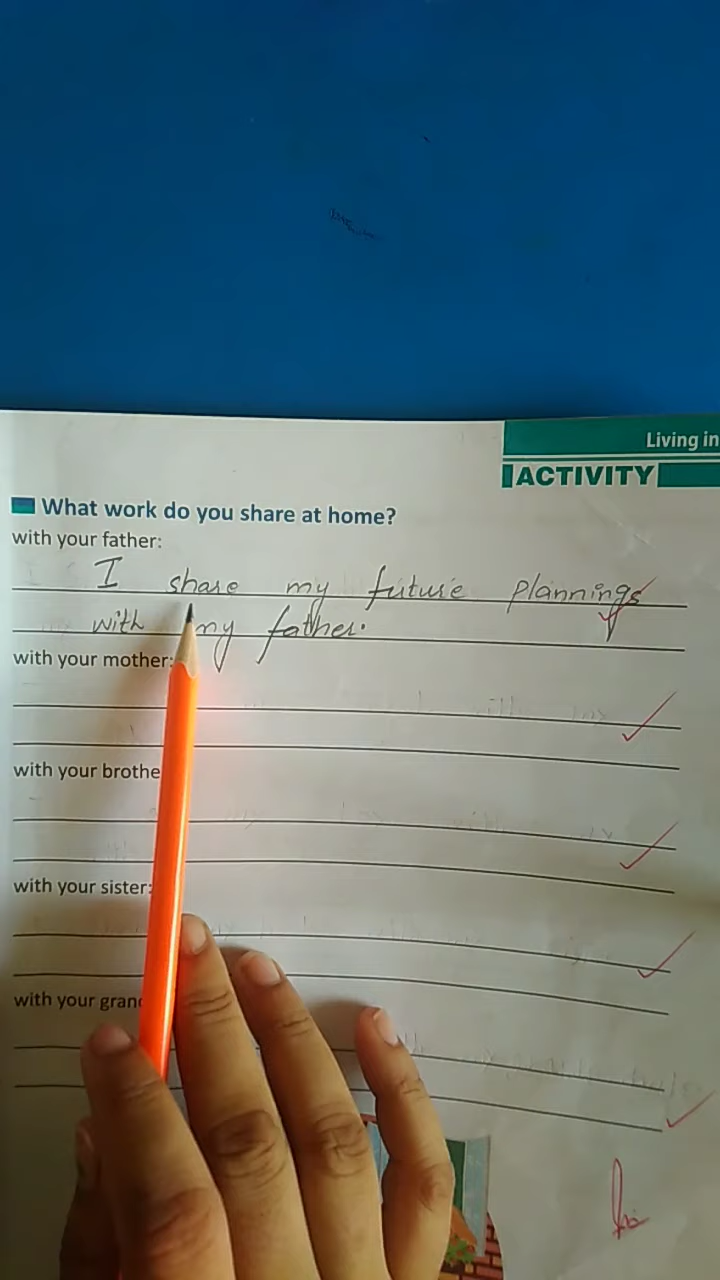 Living in
ACTIVITY
What work do you share at home?
with your father:
I share my future plannings
with my father.
with your mother:
with your brothe
with your sister:
with your gran